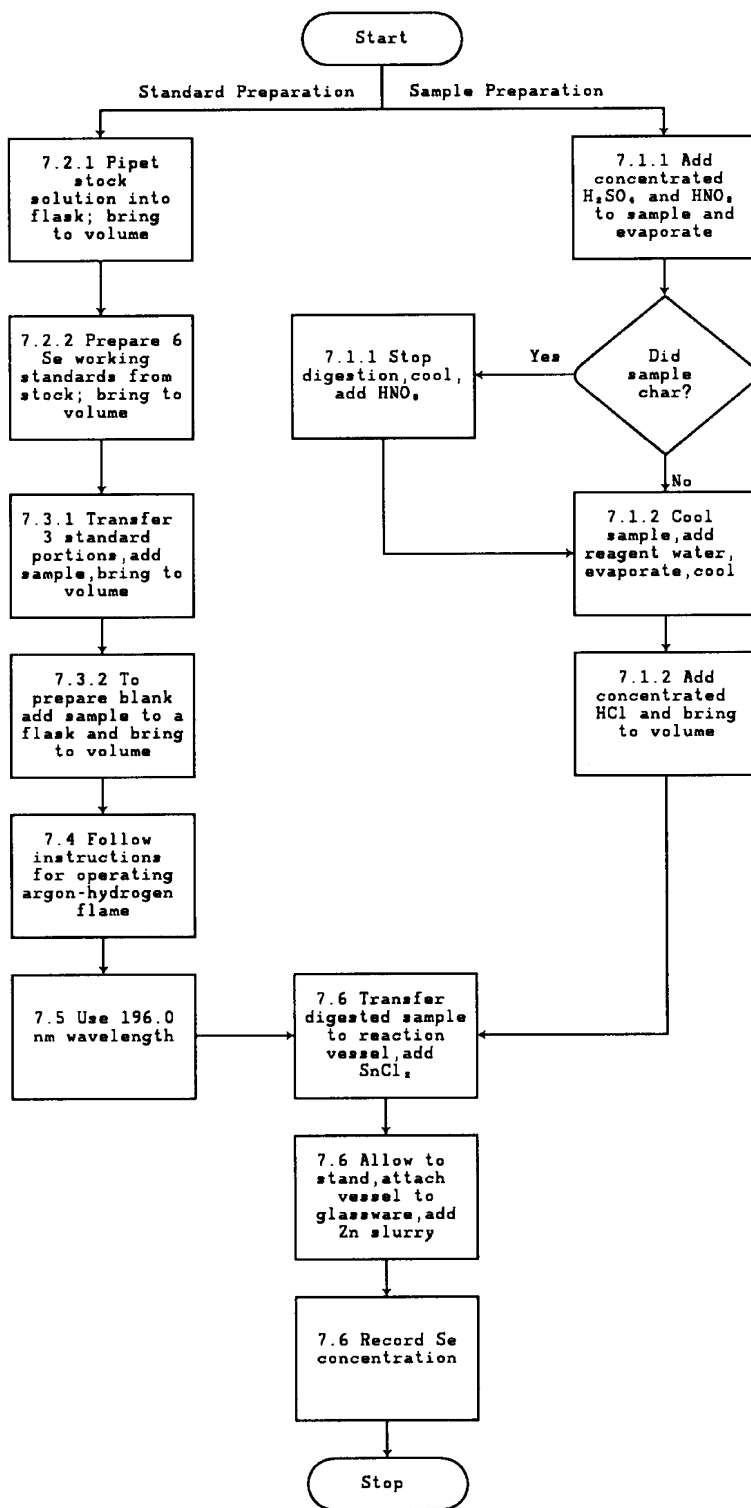 Start
Standard Preparation
Sample Preparation
7.2.1 Pipet
stock
solution into
flask; bring
to volume
7.2.2 Prepare 6
Se working
standards from
stock; bring to
volume
7.3.1 Transfer
3 standard
portions,add
sample,bring to
volume
7.3.2 To
prepare blank
add sample to a
flask and bring
to volume
7.4 Follow
instructions
for operating
argon-hydrogen
flame
7.5 Use 196.0
nm wavelength
7.1.1 Add
concentrated
H₂SO₄ and HNO₃
to sample and
evaporate
Did
sample
char?
Yes
7.1.1 Stop
digestion,cool,
add HNO₃
No
7.1.2 Cool
sample,add
reagent water,
evaporate,cool
7.1.2 Add
concentrated
HCl and bring
to volume
7.6 Transfer
digested sample
to reaction
vessel,add
SnCl₂
7.6 Allow to
stand,attach
vessel to
glassware,add
Zn slurry
7.6 Record Se
concentration
Stop